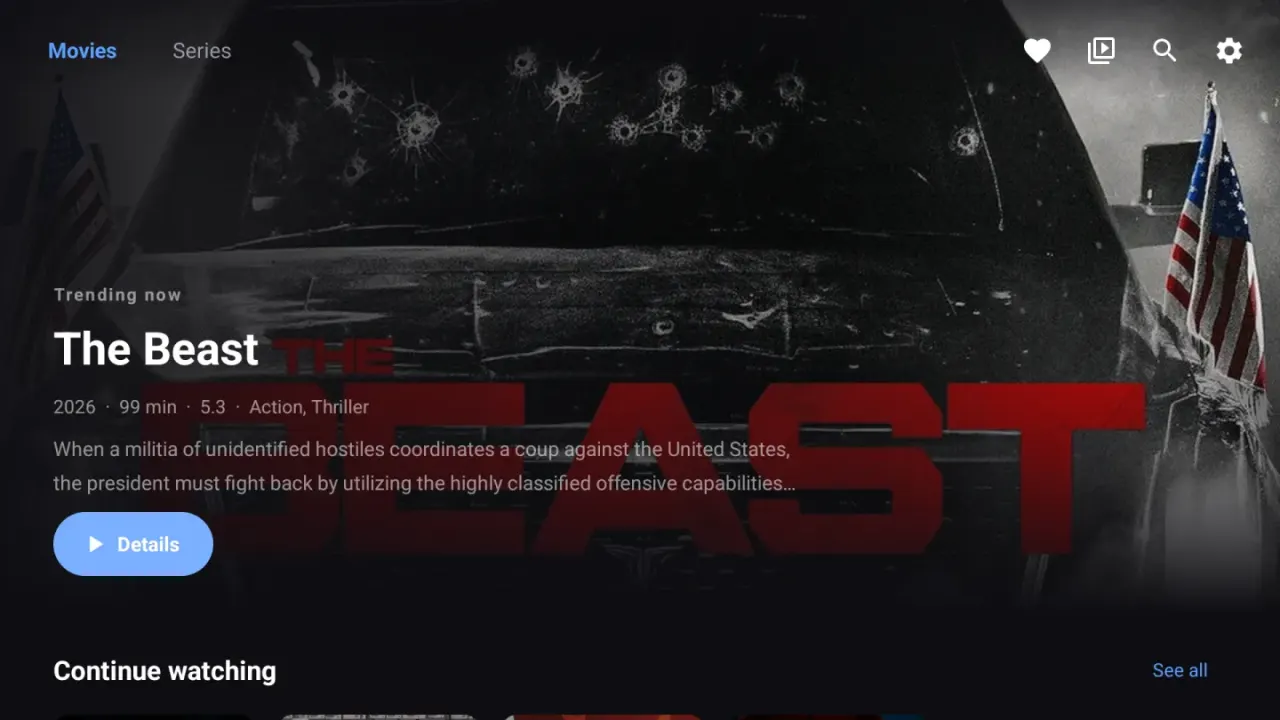 Movies
Series
Trending now
The Beast
THE
BEAST
2026 · 99 min · 5.3 · Action, Thriller
When a militia of unidentified hostiles coordinates a coup against the United States,
the president must fight back by utilizing the highly classified offensive capabilities...
Details
Continue watching
See all